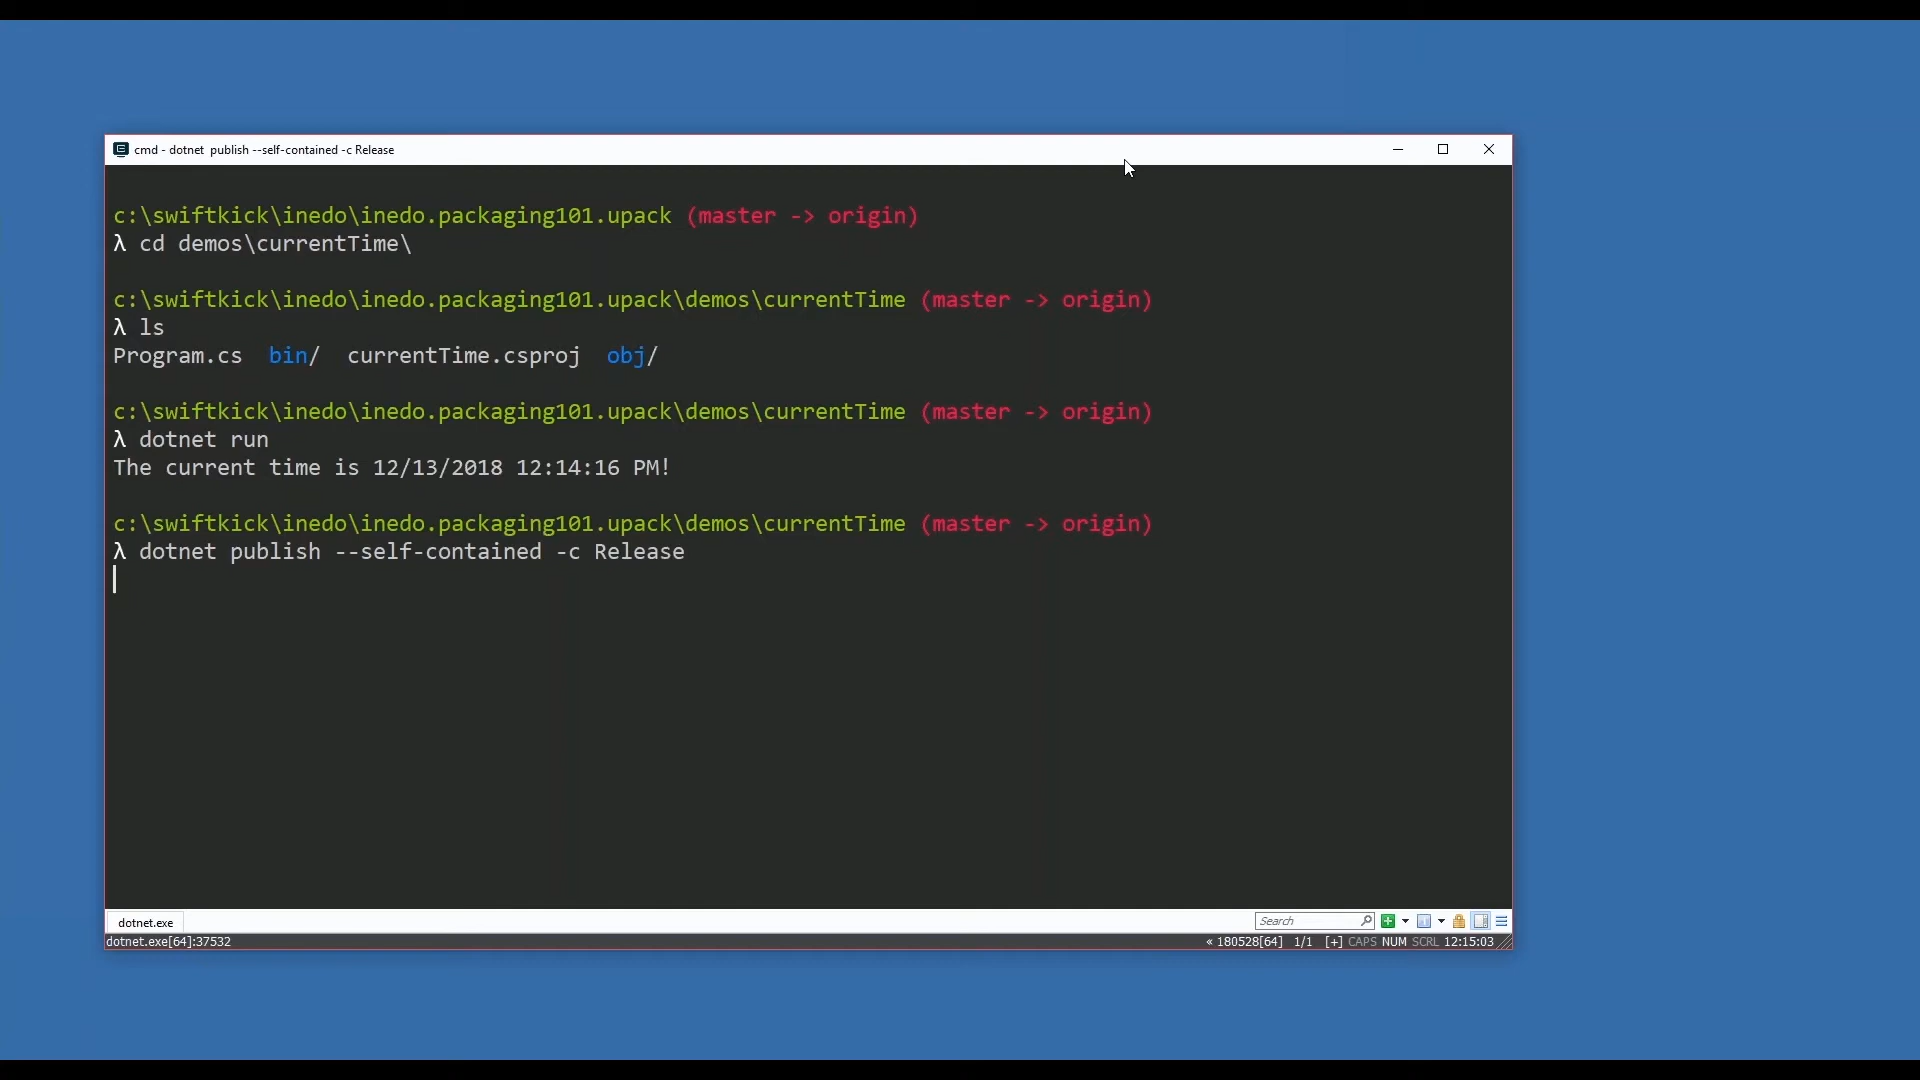 cmd - dotnet  publish --self-contained -c Release
c:\swiftkick\inedo\inedo.packaging101.upack (master -> origin)
λ cd demos\currentTime\
c:\swiftkick\inedo\inedo.packaging101.upack\demos\currentTime (master -> origin)
λ ls
Program.cs  bin/  currentTime.csproj  obj/
c:\swiftkick\inedo\inedo.packaging101.upack\demos\currentTime (master -> origin)
λ dotnet run
The current time is 12/13/2018 12:14:16 PM!
c:\swiftkick\inedo\inedo.packaging101.upack\demos\currentTime (master -> origin)
λ dotnet publish --self-contained -c Release
dotnet.exe
Search
dotnet.exe[64]:37532
« 180528[64] 1/1 [+] CAPS NUM SCRL 12:15:03